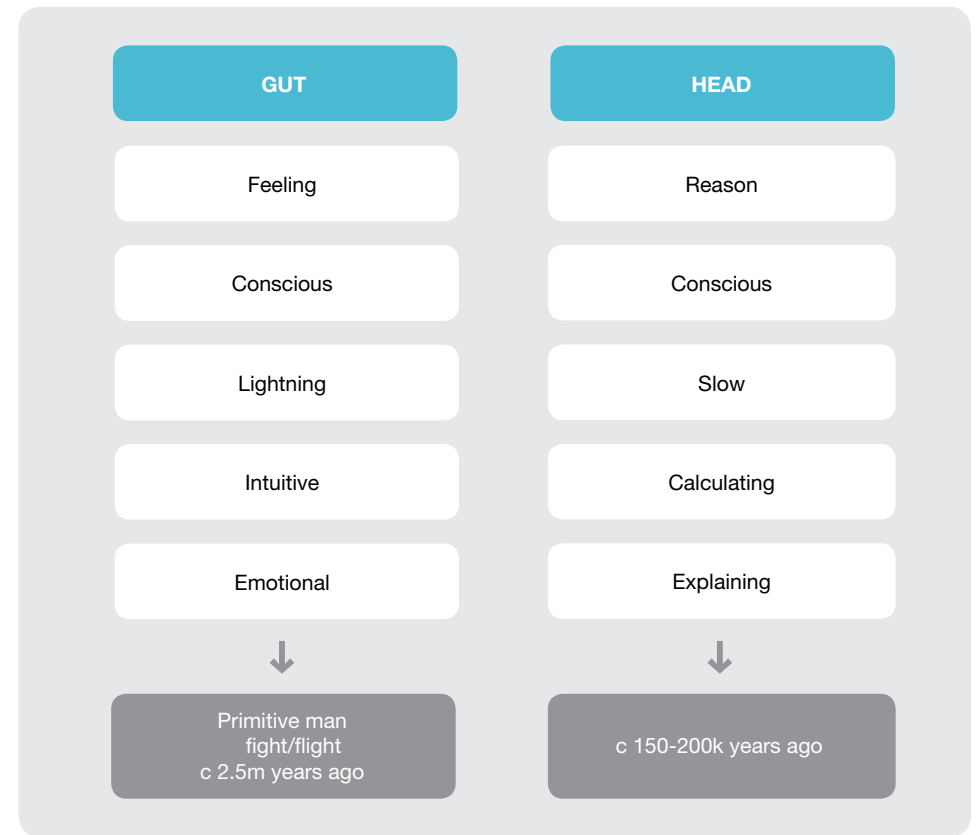 GUT
Feeling
Conscious
Lightning
Intuitive
Emotional
Primitive man
fight/flight
c 2.5m years ago
HEAD
Reason
Conscious
Slow
Calculating
Explaining
c 150-200k years ago